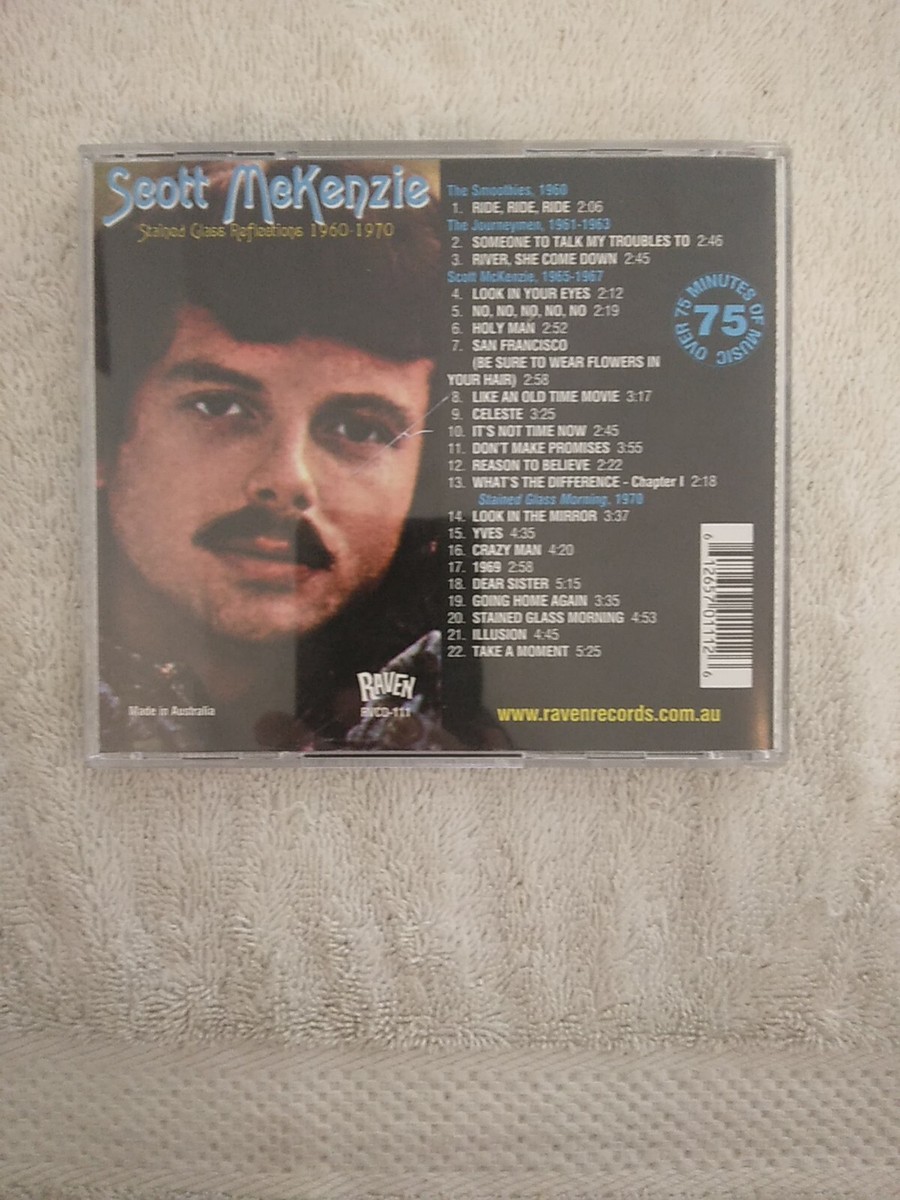 Scott McKenzie
Stained Glass Reflections 1960-1970
The Smoothies, 1960
1. RIDE, RIDE, RIDE 2:06
The Journeymen, 1961-1963
2. SOMEONE TO TALK MY TROUBLES TO 2:46
3. RIVER, SHE COME DOWN 2:45
Scott McKenzie, 1965-1967
4. LOOK IN YOUR EYES 2:12
5. NO, NO, NO, NO, NO 2:19
6. HOLY MAN 2:52
7. SAN FRANCISCO
(BE SURE TO WEAR FLOWERS IN
YOUR HAIR) 2:58
8. LIKE AN OLD TIME MOVIE 3:17
9. CELESTE 3:25
10. IT'S NOT TIME NOW 2:45
11. DON'T MAKE PROMISES 3:55
12. REASON TO BELIEVE 2:22
13. WHAT'S THE DIFFERENCE - Chapter I 2:18
Stained Glass Morning, 1970
14. LOOK IN THE MIRROR 3:37
15. YVES 4:35
16. CRAZY MAN 4:20
17. 1969 2:58
18. DEAR SISTER 5:15
19. GOING HOME AGAIN 3:35
20. STAINED GLASS MORNING 4:53
21. ILLUSION 4:45
22. TAKE A MOMENT 5:25
OVER 75 MINUTES OF MUSIC
75
6 12657 01112 6
RAVEN
RVCD-111
Made in Australia
www.ravenrecords.com.au